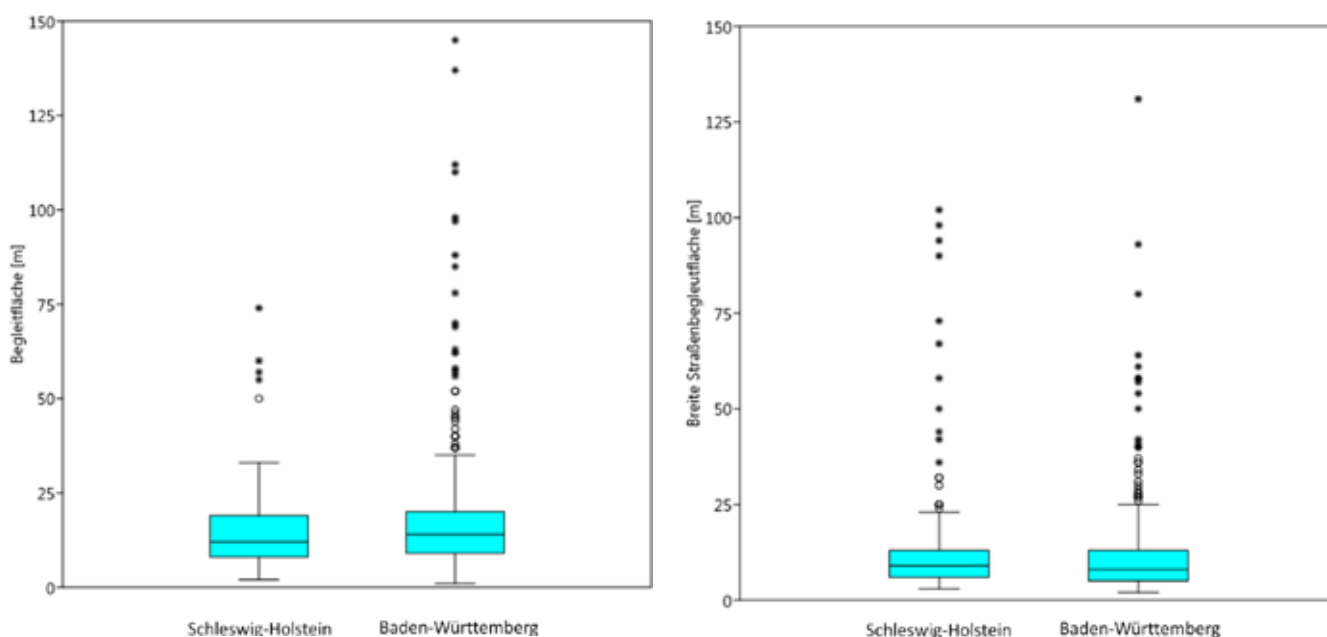 150
125
100
75
50
25
0
Begleitfläche [m]
Schleswig-Holstein
Baden-Württemberg
150
125
100
75
50
25
0
Breite Straßenbegleutfläche [m]
Schleswig-Holstein
Baden-Württemberg